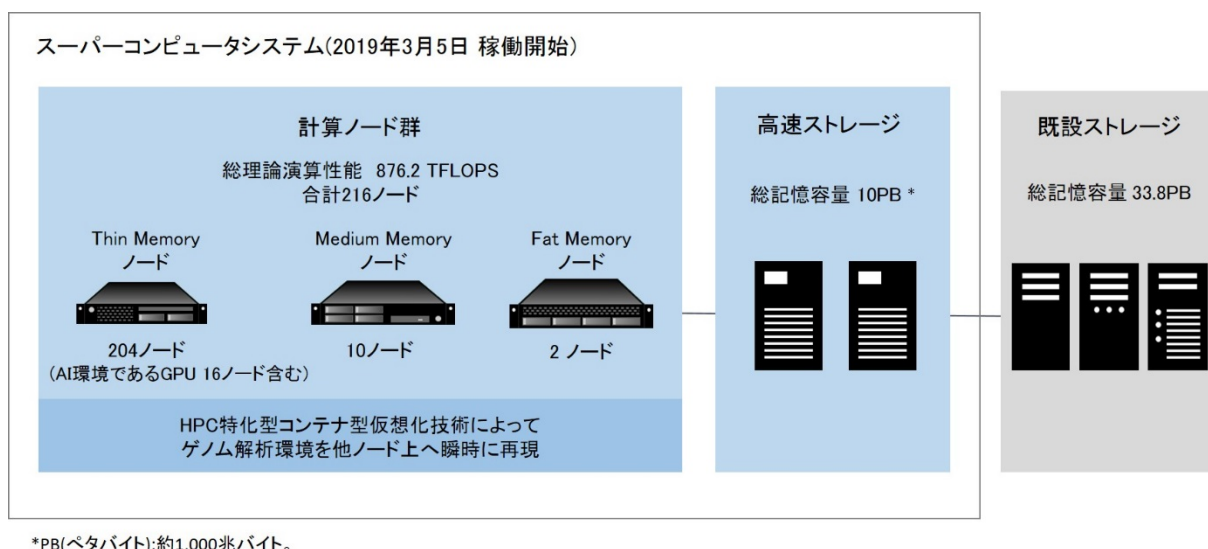 スーパーコンピュータシステム(2019年3月5日 稼働開始)
計算ノード群
総理論演算性能 876.2 TFLOPS
合計216ノード
Thin Memory
ノード
204ノード
(AI環境であるGPU 16ノード含む)
Medium Memory
ノード
10ノード
Fat Memory
ノード
2 ノード
HPC特化型コンテナ型仮想化技術によって
ゲノム解析環境を他ノード上へ瞬時に再現
高速ストレージ
総記憶容量 10PB *
既設ストレージ
総記憶容量 33.8PB
*PB(ペタバイト):約1,000兆バイト。